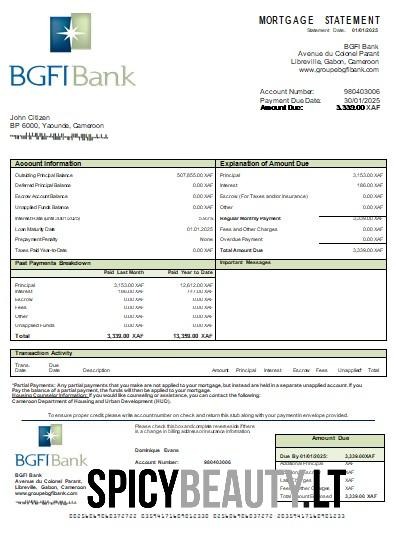 MORTGAGE STATEMENT
Statement Date: 01/01/2025
BGFI Bank
BGFI Bank
Avenue du Colonel Parant
Libreville, Gabon, Cameroon
www.groupebgfibank.com
Account Number: 980403006
Payment Due Date: 30/01/2025
Amount Due: 3,339.00 XAF
John Citizen
BP 6000, Yaounde, Cameroon
Account Information
Outstanding Principal Balance 507,855.00 XAF
Deferred Principal Balance 0.00 XAF
Escrow Account Balance 0.00 XAF
Unapplied Funds Balance 0.00 XAF
Loan Maturity Date 01.01.2025
Prepayment Penalty None
Taxes Paid Year-to-Date 0.00 XAF
Explanation of Amount Due
Principal 3,153.00 XAF
Interest 186.00 XAF
Escrow (For Taxes and/or Insurance) 0.00 XAF
Other 0.00 XAF
Regular Monthly Payment 3,339.00 XAF
Fees and Other Charges 0.00 XAF
Overdue Payment 0.00 XAF
Total Amount Due 3,339.00 XAF
Past Payments Breakdown
Paid Last Month Paid Year to Date
Principal 3,153.00 XAF 12,612.00 XAF
Interest 186.00 XAF 777.00 XAF
Escrow 0.00 XAF 0.00 XAF
Fees 0.00 XAF 0.00 XAF
Other 0.00 XAF 0.00 XAF
Unapplied Funds 0.00 XAF 0.00 XAF
Total 3,339.00 XAF 13,359.00 XAF
Important Messages
Transaction Activity
Trans. Date Due Date Description Amount Principal Interest Escrow Fees Unapplied Total
*Partial Payments: Any partial payments that you make are not applied to your mortgage, but instead are held in a separate unapplied account. If you
Pay the balance of a partial payment, the funds will then be applied to your mortgage.
Housing Counselor Information: If you would like counseling or assistance, you can contact the following:
Cameroon Department of Housing and Urban Development (HUD).
To ensure proper credit please write account number on check and return this stub along with your payment in envelope provided.
BGFI Bank
BGFI Bank
Avenue du Colonel Parant,
Libreville, Gabon, Cameroon
www.groupebgfibank.com
Please check this box and complete reverse side if there
is a change in billing address or insurance information
Dominique Evans
Account Number: 980403006
Amount Due
Due By 01/01/2025: 3,339.00 XAF
Additional Principal
XAF
XAF
XAF
3,339.00 XAF
SPICYBEAUTY.LT